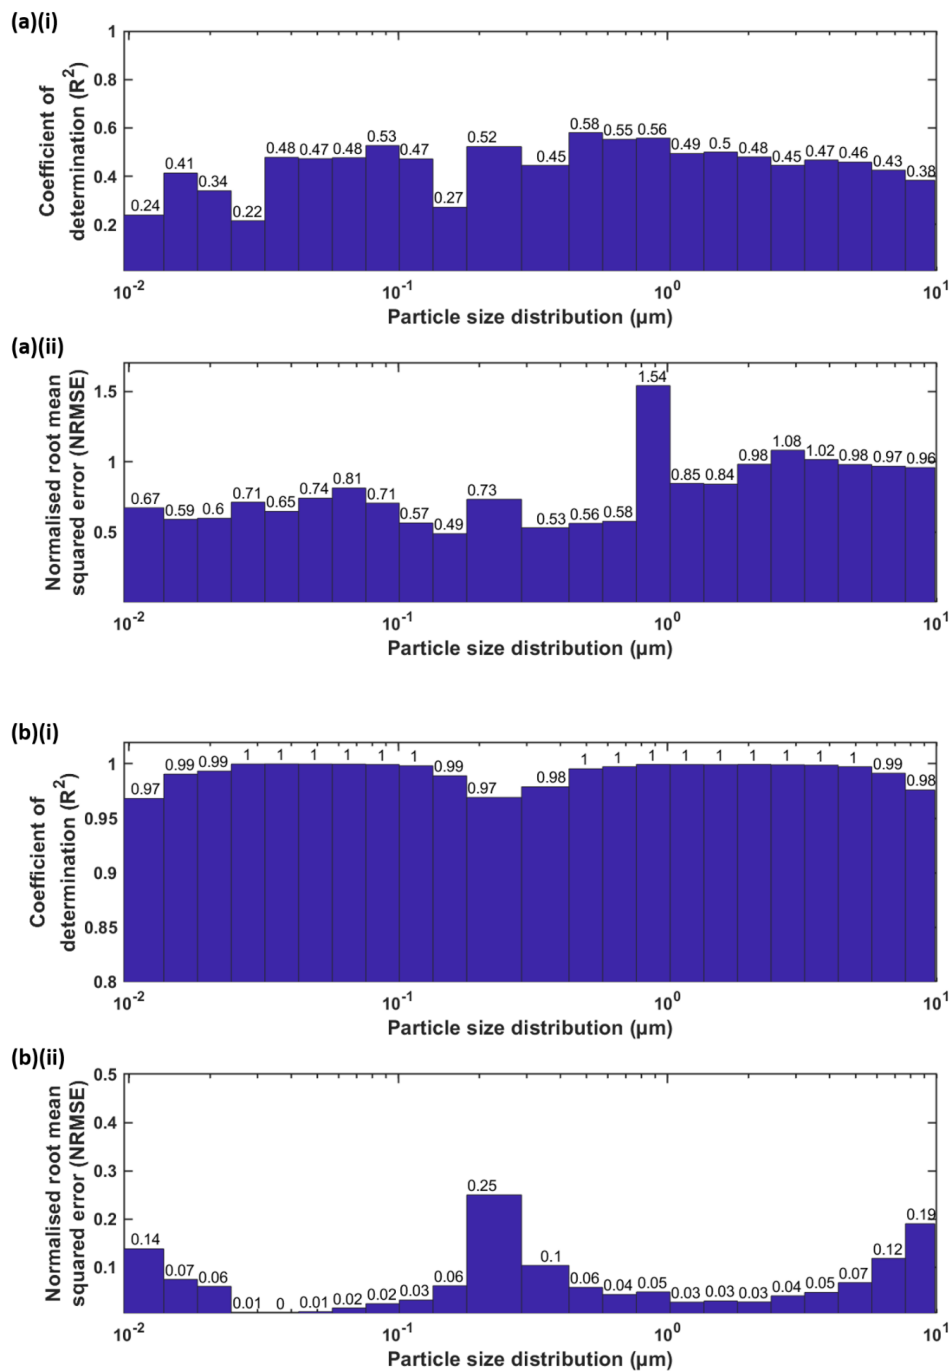 (a)(i)
Coefficient of
determination (R²)
1
0.8
0.6
0.4
0.2
0.24 0.41 0.34 0.22 0.48 0.47 0.48 0.53 0.47 0.27 0.52 0.45 0.58 0.55 0.56 0.49 0.5 0.48 0.45 0.47 0.46 0.43 0.38
10⁻² 10⁻¹ 10⁰ 10¹
Particle size distribution (µm)
(a)(ii)
Normalised root mean
squared error (NRMSE)
1.5
1
0.5
0.67 0.59 0.6 0.71 0.65 0.74 0.81 0.71 0.57 0.49 0.73 0.53 0.56 0.58 1.54 0.85 0.84 0.98 1.08 1.02 0.98 0.97 0.96
10⁻² 10⁻¹ 10⁰ 10¹
Particle size distribution (µm)
(b)(i)
Coefficient of
determination (R²)
1
0.95
0.9
0.85
0.8
0.97 0.99 0.99 1 1 1 1 1 1 0.99 0.97 0.98 1 1 1 1 1 1 1 1 1 0.99 0.98
10⁻² 10⁻¹ 10⁰ 10¹
Particle size distribution (µm)
(b)(ii)
Normalised root mean
squared error (NRMSE)
0.5
0.4
0.3
0.2
0.1
0.14 0.07 0.06 0.01 0 0.01 0.02 0.02 0.03 0.06 0.25 0.1 0.06 0.04 0.05 0.03 0.03 0.03 0.04 0.05 0.07 0.12 0.19
10⁻² 10⁻¹ 10⁰ 10¹
Particle size distribution (µm)